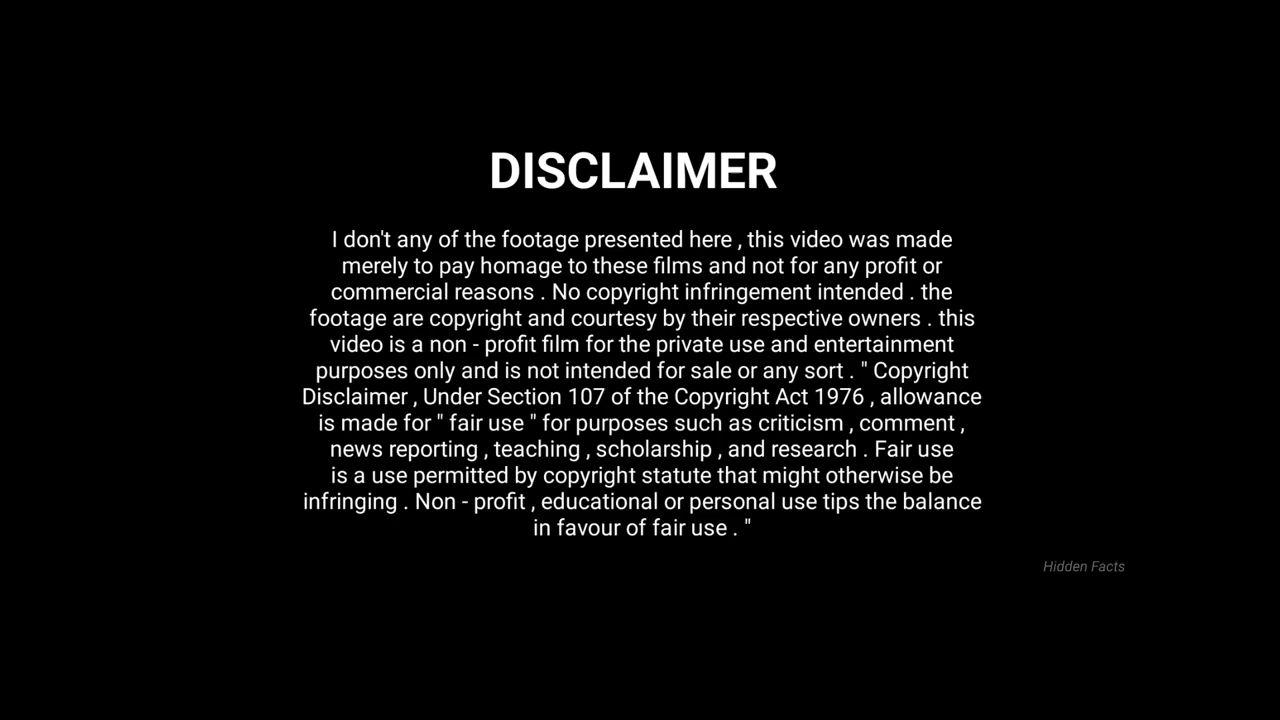 DISCLAIMER
I don't any of the footage presented here , this video was made
merely to pay homage to these films and not for any profit or
commercial reasons . No copyright infringement intended . the
footage are copyright and courtesy by their respective owners . this
video is a non - profit film for the private use and entertainment
purposes only and is not intended for sale or any sort . " Copyright
Disclaimer , Under Section 107 of the Copyright Act 1976 , allowance
is made for " fair use " for purposes such as criticism , comment ,
news reporting , teaching , scholarship , and research . Fair use
is a use permitted by copyright statute that might otherwise be
infringing . Non - profit , educational or personal use tips the balance
in favour of fair use . "
Hidden Facts